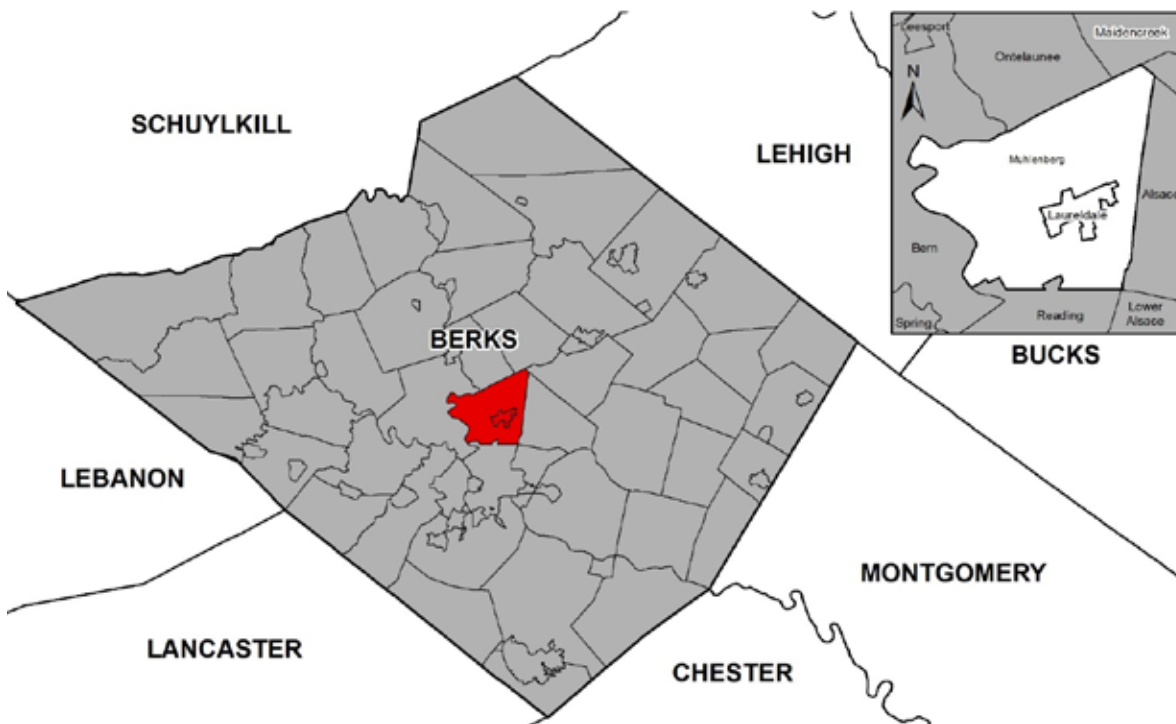 SCHUYLKILL
LEHIGH
BERKS
LEBANON
LANCASTER
CHESTER
MONTGOMERY
BUCKS
Leesport
Maidencreek
Ontelaunee
N
Muhlenberg
Alsace
Laureldale
Bern
Spring
Reading
Lower
Alsace